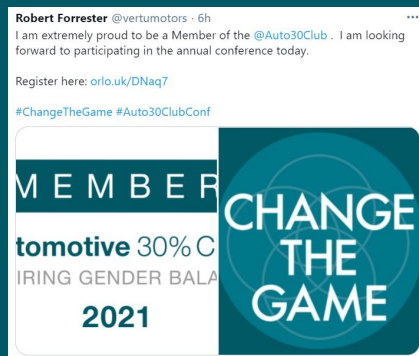 Robert Forrester @vertumotors · 6h
I am extremely proud to be a Member of the @Auto30Club . I am looking
forward to participating in the annual conference today.
Register here: orlo.uk/DNaq7
#ChangeTheGame #Auto30ClubConf
MEMBER
tomotive 30% C
IRING GENDER BALA
2021
CHANGE
THE
GAME